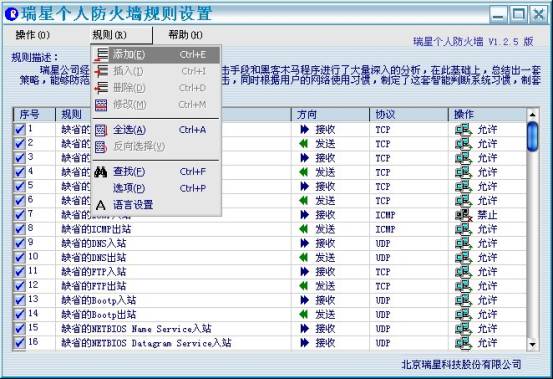 瑞星个人防火墙规则设置
操作(O) 规则(R) 帮助(H) 瑞星个人防火墙 V1.2.5 版
规则描述:
瑞星公司经 击手段和黑客木马程序进行了大量深入的分析，在此基础上，总结出一套
策略，能够防范 击，同时根据用户的网络使用习惯，制定了这套智能判断系统习惯，制套
添加(E) Ctrl+E
插入(I) Ctrl+I
删除(D) Ctrl+D
修改(M) Ctrl+M
全选(A) Ctrl+A
反向选择(V)
查找(F) Ctrl+F
选项(P) Ctrl+P
语言设置
序号 规则 方向 协议 操作
1 缺省的 接收 TCP 允许
2 缺省的 发送 TCP 允许
3 缺省的 接收 TCP 允许
4 缺省的 发送 TCP 允许
5 缺省的 接收 TCP 允许
6 缺省的 发送 TCP 允许
7 缺省的ICMP入站 接收 ICMP 禁止
8 缺省的ICMP出站 发送 ICMP 允许
9 缺省的DNS入站 接收 UDP 允许
10 缺省的DNS出站 发送 UDP 允许
11 缺省的FTP入站 接收 TCP 允许
12 缺省的FTP出站 发送 TCP 允许
13 缺省的Bootp入站 接收 UDP 允许
14 缺省的Bootp出站 发送 UDP 允许
15 缺省的NETBIOS Name Service入站 接收 UDP 允许
16 缺省的NETBIOS Datagram Service入站 接收 UDP 允许
北京瑞星科技股份有限公司